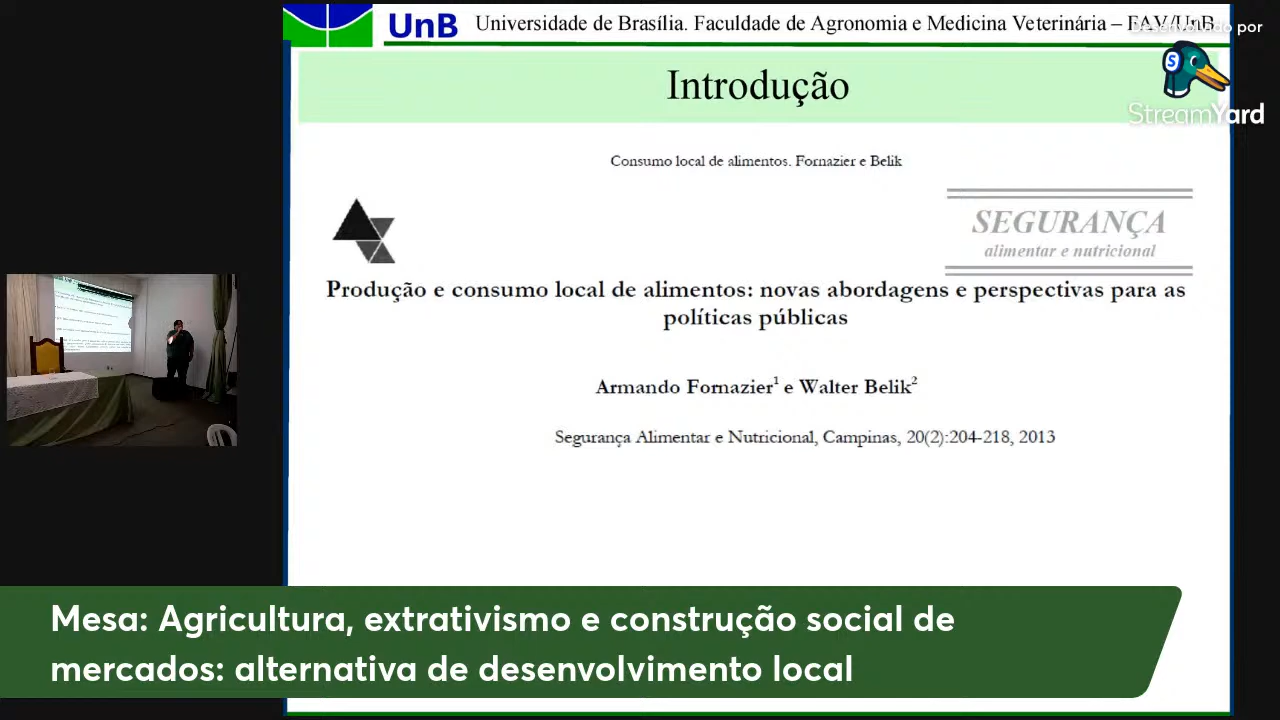 UnB
Universidade de Brasília. Faculdade de Agronomia e Medicina Veterinária – FAV/UnB.
Desenvolvido por
StreamYard
Introdução
Consumo local de alimentos. Fornazier e Belik
SEGURANÇA
alimentar e nutricional
Produção e consumo local de alimentos: novas abordagens e perspectivas para as
políticas públicas
Armando Fornazier¹ e Walter Belik²
Segurança Alimentar e Nutricional, Campinas, 20(2):204-218, 2013
Mesa: Agricultura, extrativismo e construção social de
mercados: alternativa de desenvolvimento local